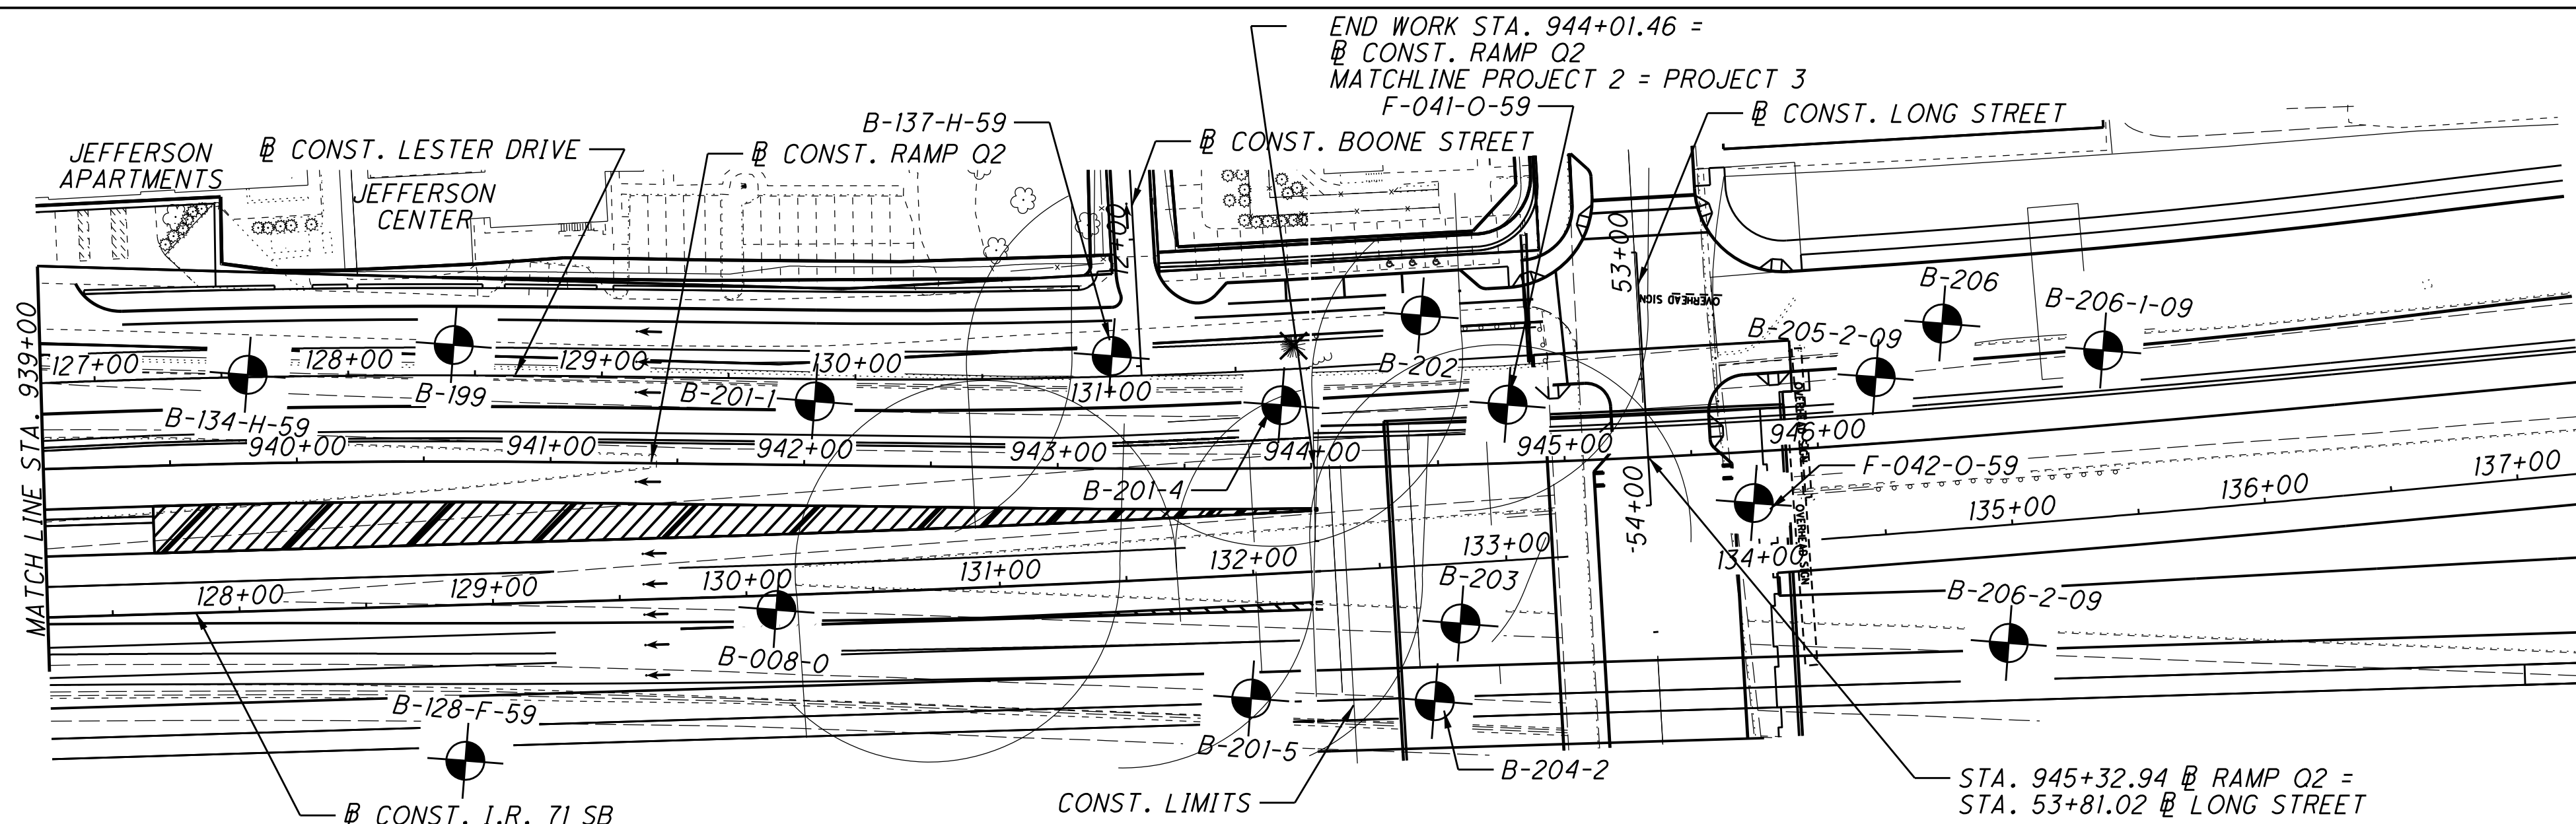 END WORK STA. 944+01.46 =
℄ CONST. RAMP Q2
MATCHLINE PROJECT 2 = PROJECT 3
F-041-O-59
B-137-H-59
℄ CONST. LONG STREET
℄ CONST. BOONE STREET
JEFFERSON
APARTMENTS
℄ CONST. LESTER DRIVE
℄ CONST. RAMP Q2
JEFFERSON
CENTER
12+00
53+00
OVERHEAD SIGN
B-206
B-206-1-09
B-205-2-09
MATCH LINE STA. 939+00
127+00
128+00
129+00
130+00
131+00
B-202
B-134-H-59
B-199
B-201-1
940+00
941+00
942+00
943+00
944+00
945+00
946+00
OVERHEAD SIGN
B-201-4
F-042-O-59
54+00
137+00
136+00
135+00
134+00
133+00
132+00
131+00
130+00
129+00
128+00
OVERHEAD SIGN
B-203
B-206-2-09
B-008-0
B-128-F-59
B-201-5
B-204-2
CONST. LIMITS
℄ CONST. I.R. 71 SB
STA. 945+32.94 ℄ RAMP Q2 =
STA. 53+81.02 ℄ LONG STREET